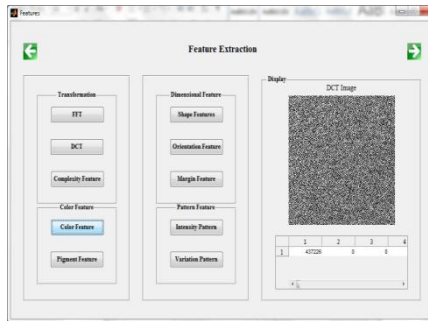 Features
Feature Extraction
Transformation
FFT
DCT
Complexity Feature
Color Feature
Color Feature
Pigment Feature
Dimensional Feature
Shape Features
Orientation Feature
Margin Feature
Pattern Feature
Intensity Pattern
Variation Pattern
Display
DCT Image
1 2 3 4
1 437226 0 0